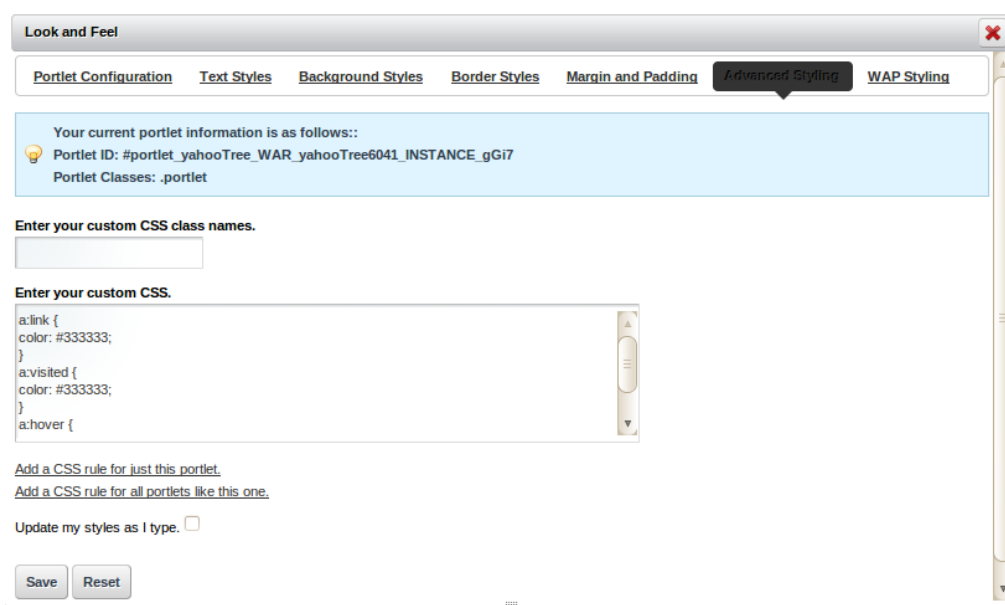 Look and Feel
Portlet Configuration Text Styles Background Styles Border Styles Margin and Padding Advanced Styling WAP Styling
Your current portlet information is as follows::
Portlet ID: #portlet_yahooTree_WAR_yahooTree6041_INSTANCE_gGi7
Portlet Classes: .portlet
Enter your custom CSS class names.
Enter your custom CSS.
a:link {
color: #333333;
}
a:visited {
color: #333333;
}
a:hover {
Add a CSS rule for just this portlet.
Add a CSS rule for all portlets like this one.
Update my styles as I type.
Save Reset